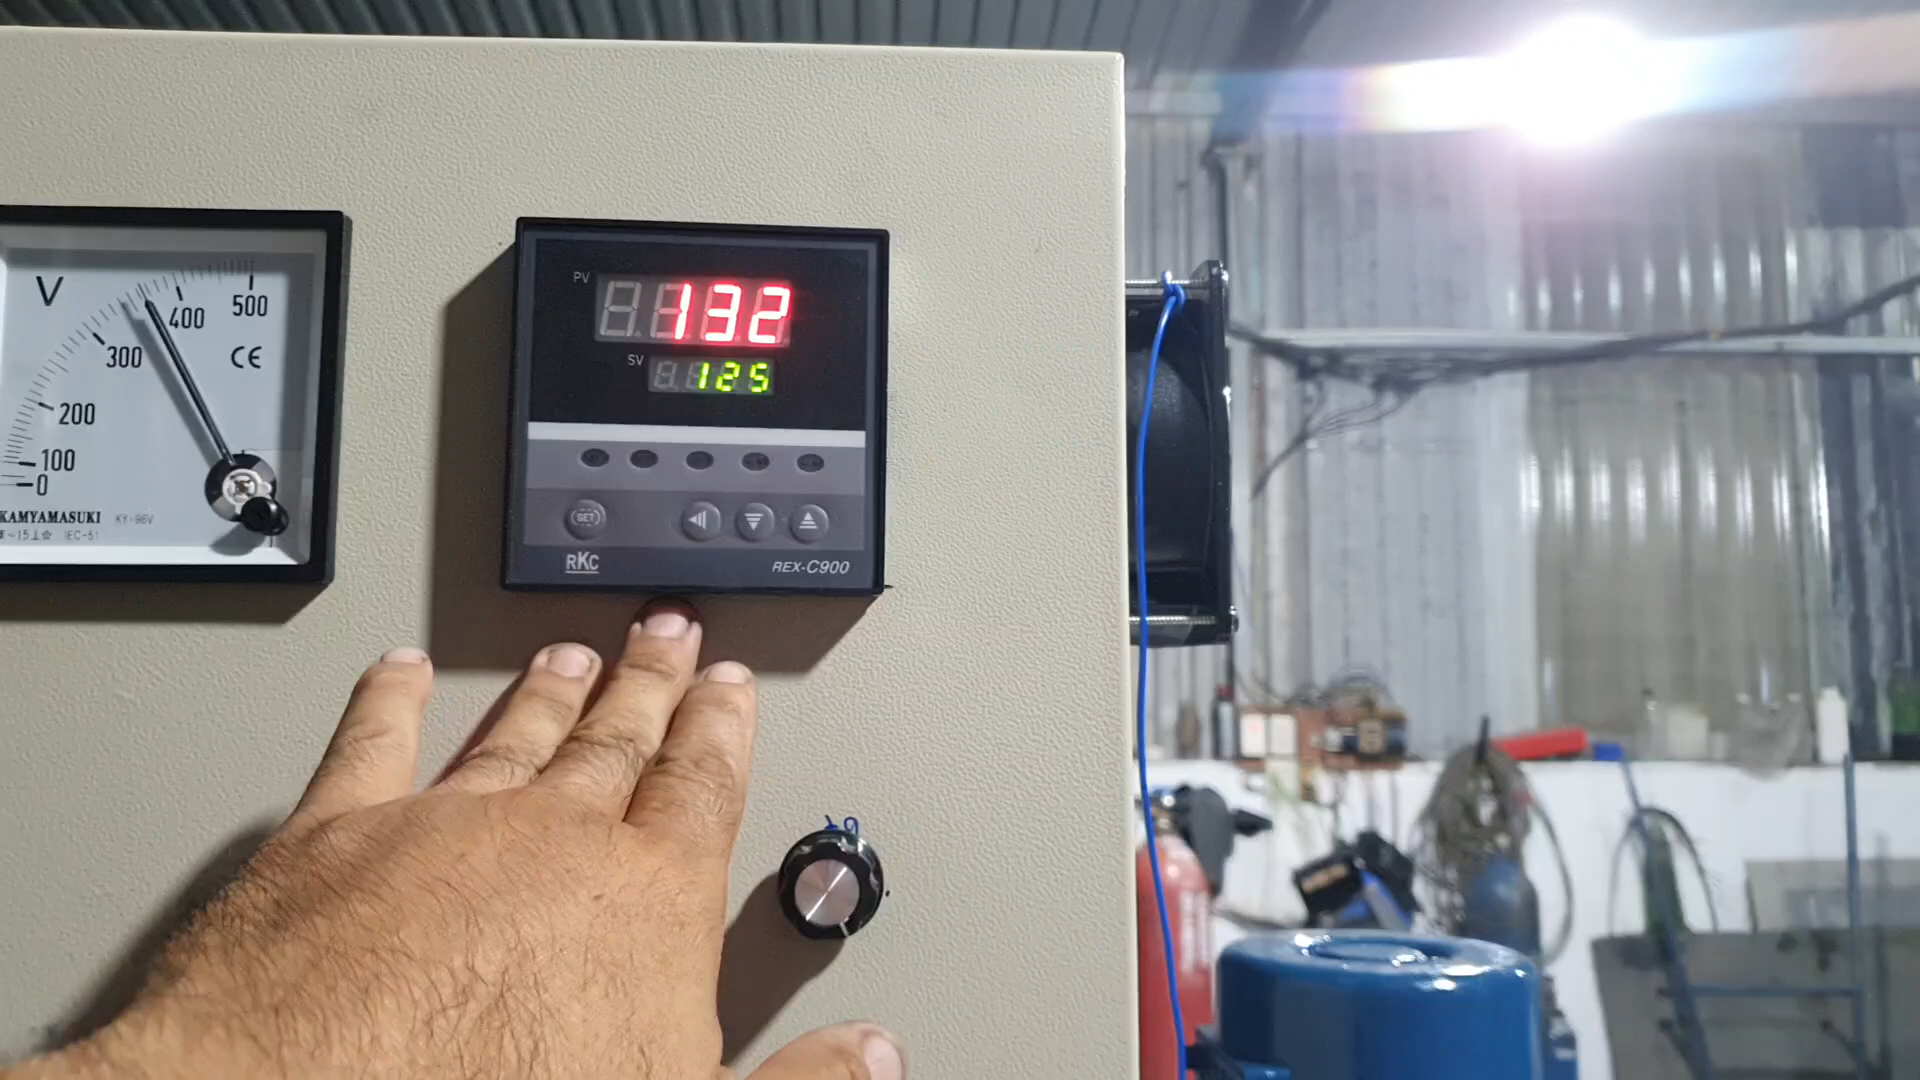 V
500
400
300
200
100
0
CE
KAMYAMASUKI KY-96V
PV
132
SV
125
SET
RKC
REX-C900